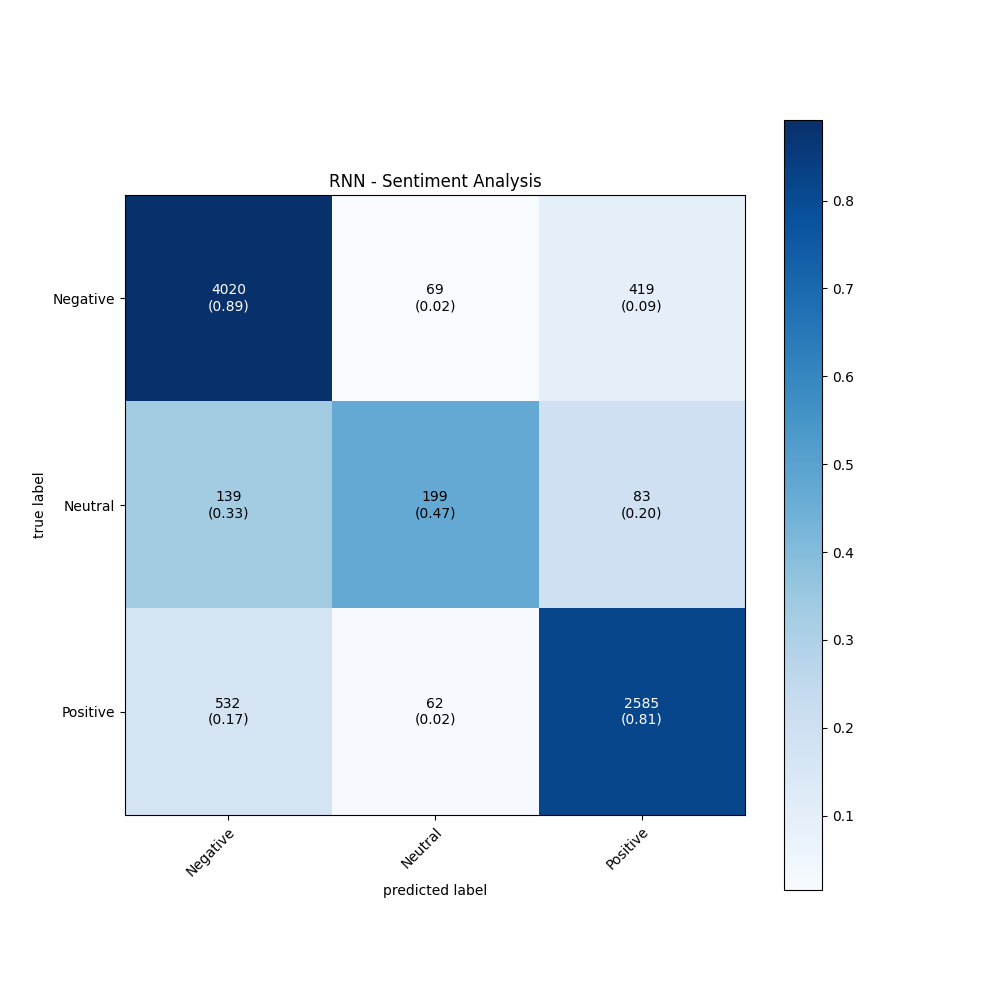 RNN - Sentiment Analysis
Negative
4020
(0.89)
69
(0.02)
419
(0.09)
Neutral
139
(0.33)
199
(0.47)
83
(0.20)
Positive
532
(0.17)
62
(0.02)
2585
(0.81)
true label
Negative
Neutral
Positive
predicted label
0.8
0.7
0.6
0.5
0.4
0.3
0.2
0.1